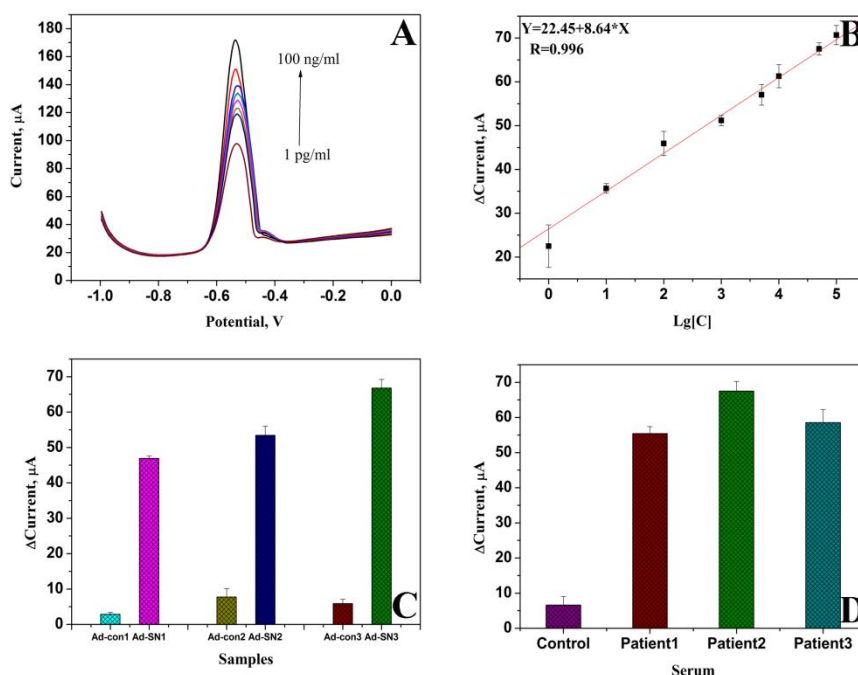 A
100 ng/ml
1 pg/ml
180
160
140
120
100
80
60
40
20
0
Current, µA
-1.0 -0.8 -0.6 -0.4 -0.2 0.0
Potential, V
B
Y=22.45+8.64*X
R=0.996
70
60
50
40
30
20
ΔCurrent, µA
0 1 2 3 4 5
Lg[C]
C
70
60
50
40
30
20
10
0
ΔCurrent, µA
Ad-con1 Ad-SN1 Ad-con2 Ad-SN2 Ad-con3 Ad-SN3
Samples
D
70
60
50
40
30
20
10
0
ΔCurrent, µA
Control Patient1 Patient2 Patient3
Serum